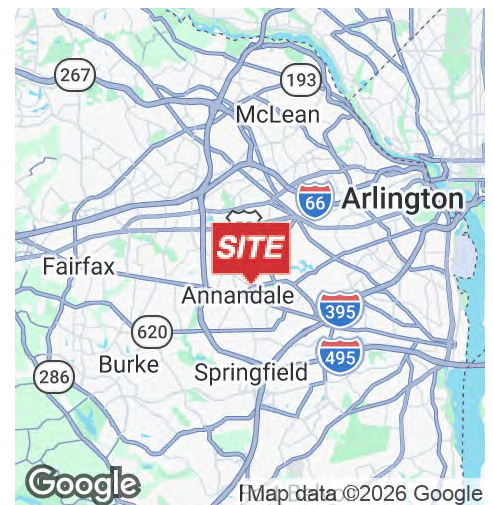 267
193
McLean
66
Arlington
SITE
Fairfax
Annandale
395
620
495
Burke
Springfield
286
Google
Map data ©2026 Google